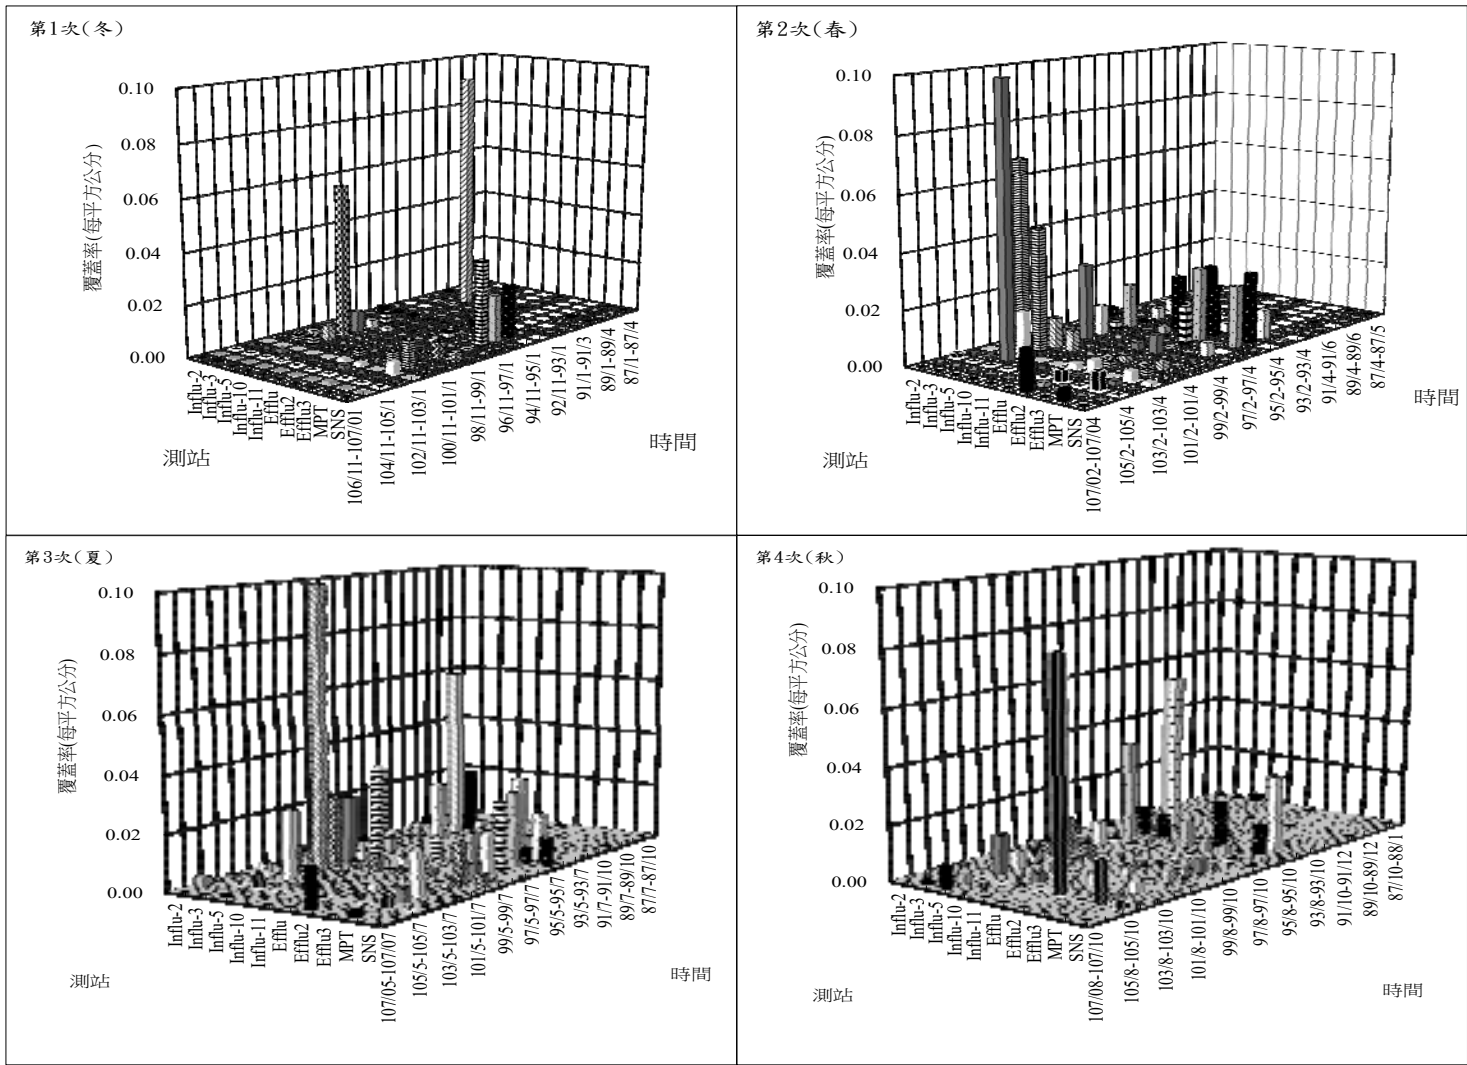 第1次(冬)
0.10
0.08
0.06
0.04
0.02
0.00
覆蓋率(每平方公分)
Influ-2
Influ-3
Influ-5
Influ-10
Influ-11
Efflu
Efflu2
Efflu3
MPT
SNS
測站
106/11-107/01
104/11-105/1
102/11-103/1
100/11-101/1
98/11-99/1
96/11-97/1
94/11-95/1
92/11-93/1
91/1-91/3
89/1-89/4
87/1-87/4
時間
第2次(春)
0.10
0.08
0.06
0.04
0.02
0.00
覆蓋率(每平方公分)
Influ-2
Influ-3
Influ-5
Influ-10
Influ-11
Efflu
Efflu2
Efflu3
MPT
SNS
測站
107/02-107/04
105/2-105/4
103/2-103/4
101/2-101/4
99/2-99/4
97/2-97/4
95/2-95/4
93/2-93/4
91/4-91/6
89/4-89/6
87/4-87/5
時間
第3次(夏)
0.10
0.08
0.06
0.04
0.02
0.00
覆蓋率(每平方公分)
Influ-2
Influ-3
Influ-5
Influ-10
Influ-11
Efflu
Efflu2
Efflu3
MPT
SNS
測站
107/05-107/07
105/5-105/7
103/5-103/7
101/5-101/7
99/5-99/7
97/5-97/7
95/5-95/7
93/5-93/7
91/7-91/10
89/7-89/10
87/7-87/10
時間
第4次(秋)
0.10
0.08
0.06
0.04
0.02
0.00
覆蓋率(每平方公分)
Influ-2
Influ-3
Influ-5
Influ-10
Influ-11
Efflu
Efflu2
Efflu3
MPT
SNS
測站
107/08-107/10
105/8-105/10
103/8-103/10
101/8-101/10
99/8-99/10
97/8-97/10
95/8-95/10
93/8-93/10
91/10-91/12
89/10-89/12
87/10-88/1
時間